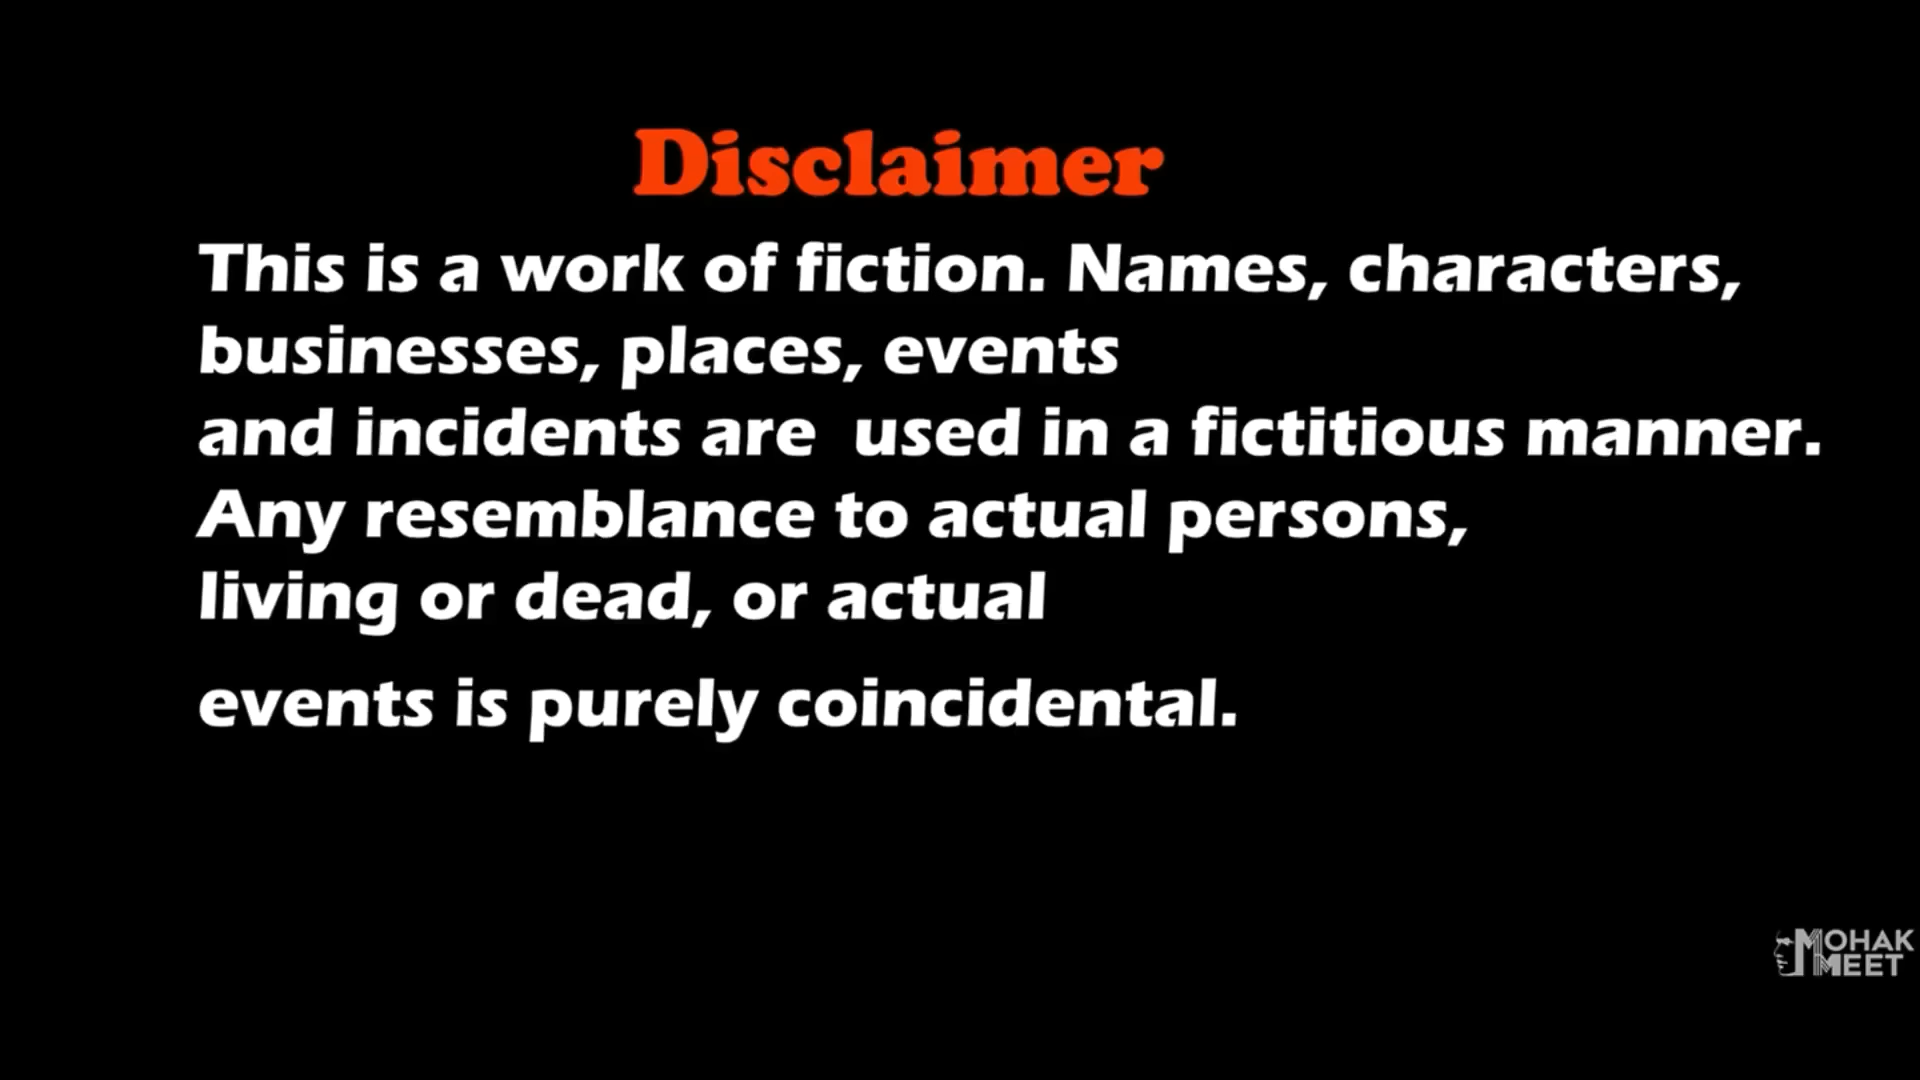 Disclaimer
This is a work of fiction. Names, characters,
businesses, places, events
and incidents are  used in a fictitious manner.
Any resemblance to actual persons,
living or dead, or actual
events is purely coincidental.
MOHAK
MEET